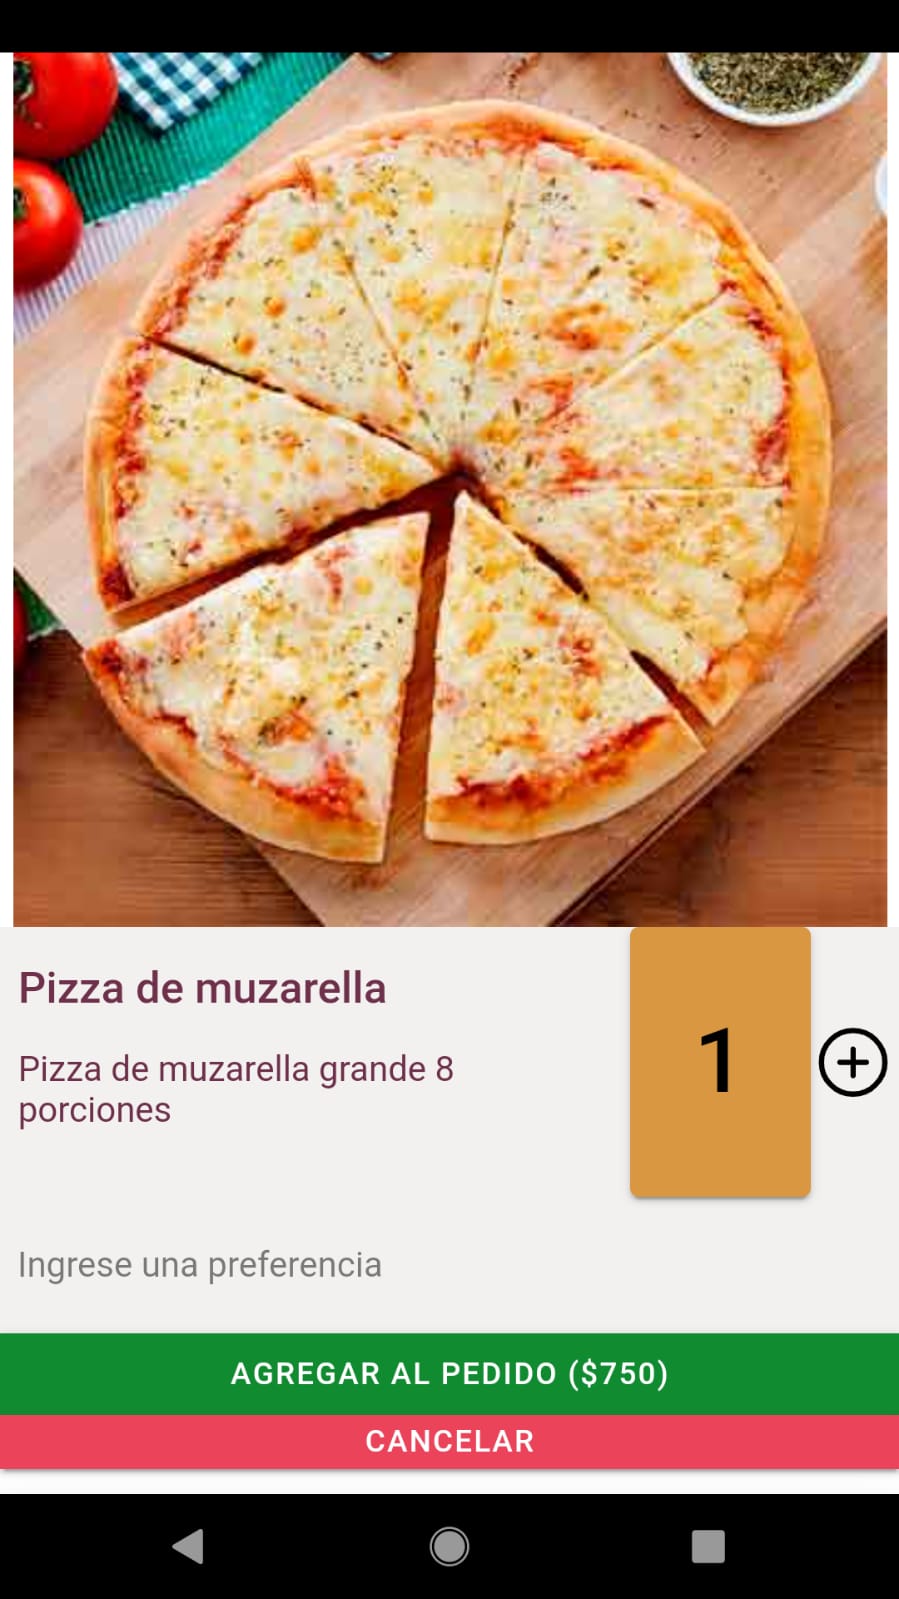 Pizza de muzarella
Pizza de muzarella grande 8
porciones
1
Ingrese una preferencia
AGREGAR AL PEDIDO ($750)
CANCELAR